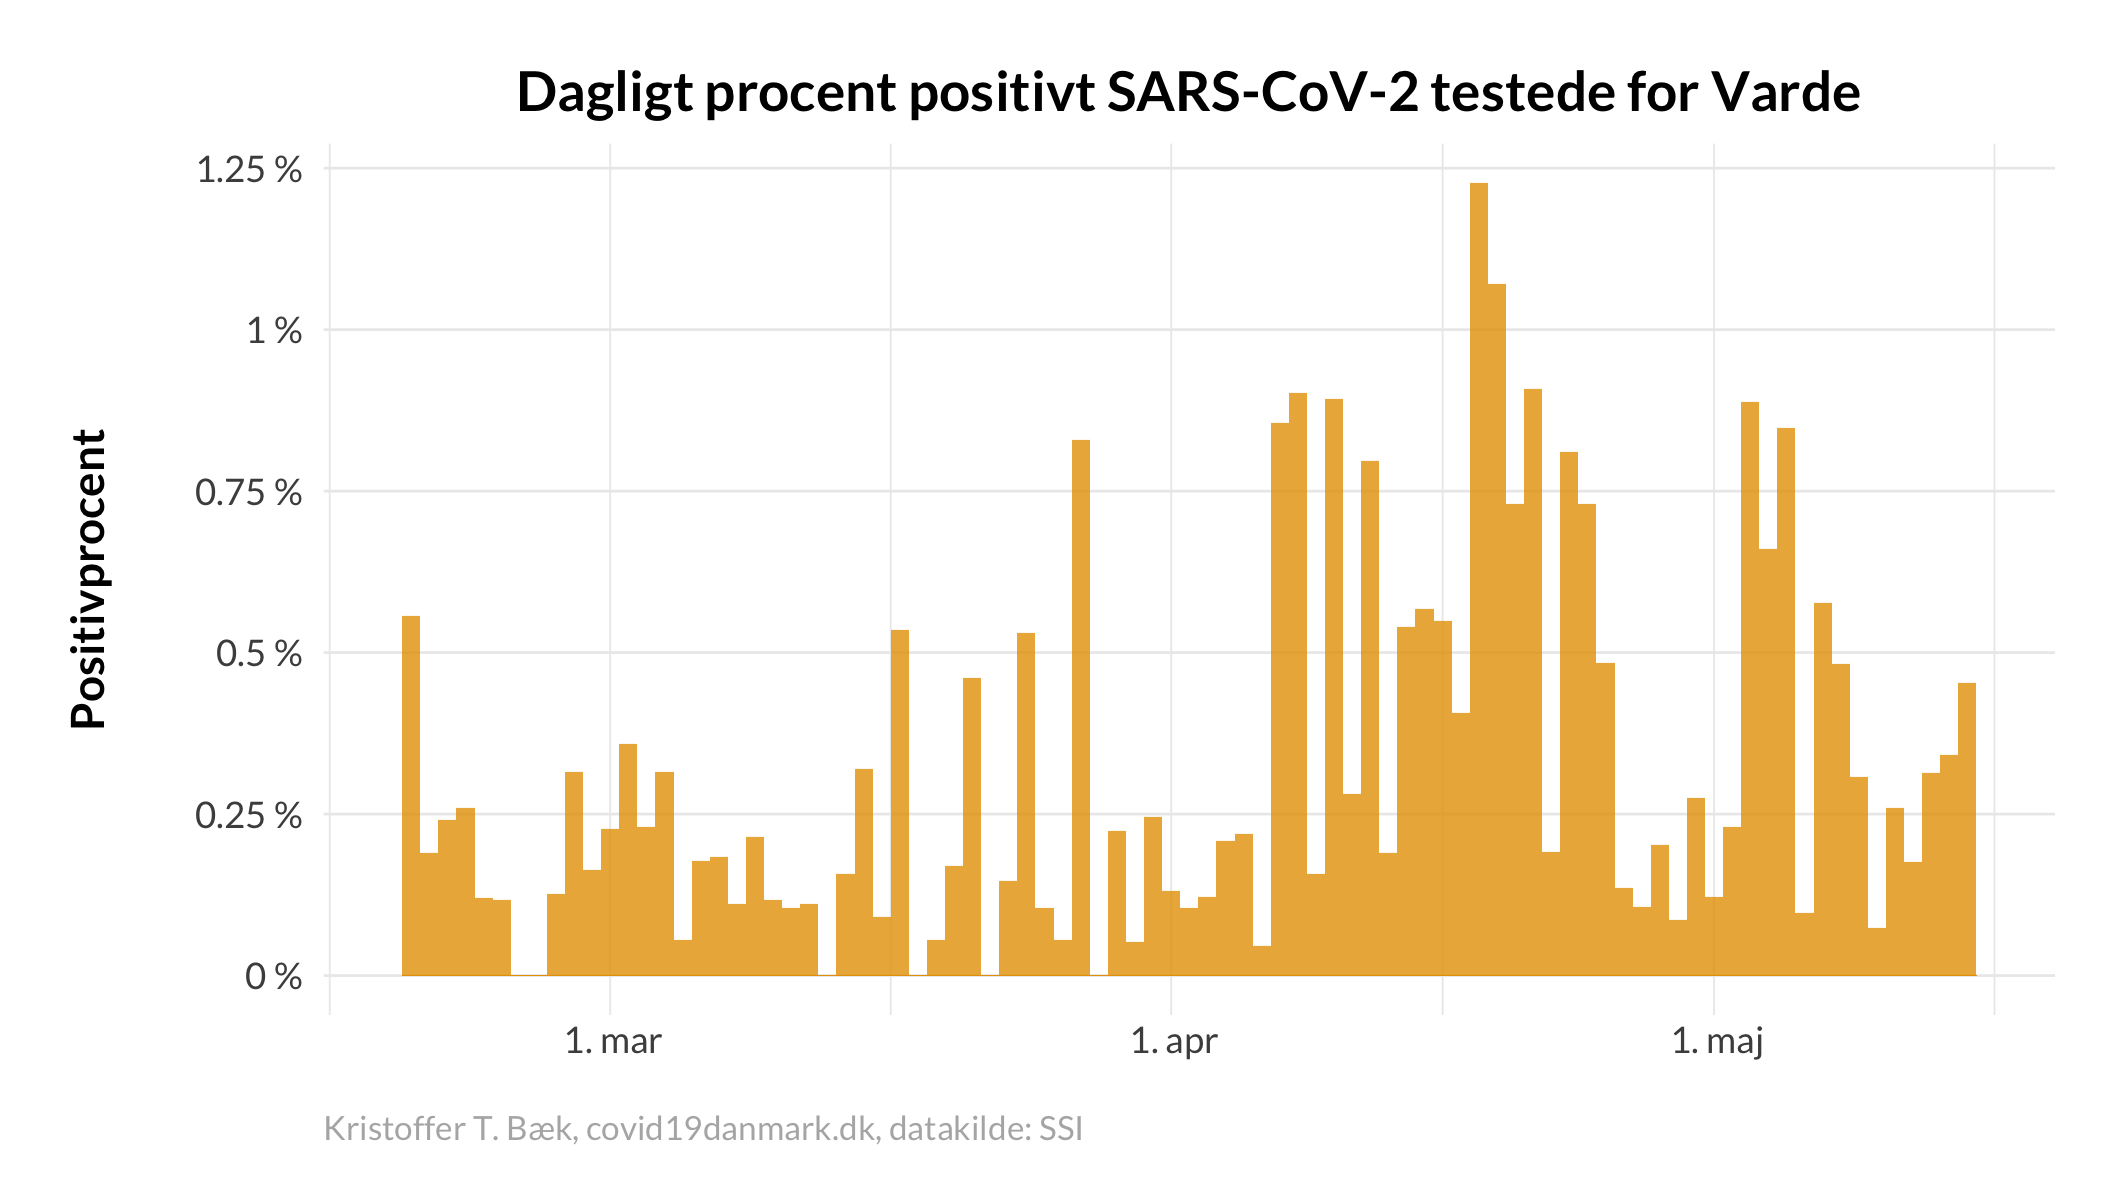 Dagligt procent positivt SARS-CoV-2 testede for Varde
Positivprocent
1.25 %
1 %
0.75 %
0.5 %
0.25 %
0 %
1. mar
1. apr
1. maj
Kristoffer T. Bæk, covid19danmark.dk, datakilde: SSI